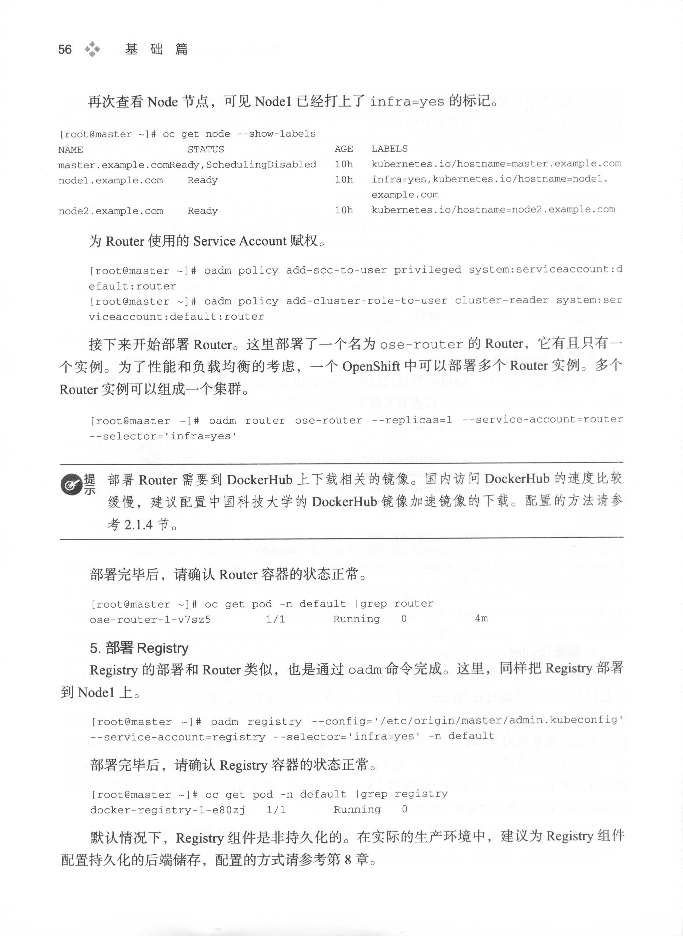 56 基 础 篇
再次查看 Node 节点，可见 Node1 已经打上了 infra=yes 的标记。
[root@master ~]# oc get node --show-labels
NAME STATUS AGE LABELS
master.example.comReady,SchedulingDisabled 10h kubernetes.io/hostname=master.example.com
node1.example.com Ready 10h infra=yes,kubernetes.io/hostname=node1.
example.com
node2.example.com Ready 10h kubernetes.io/hostname=node2.example.com
为 Router 使用的 Service Account 赋权。
[root@master ~]# oadm policy add-scc-to-user privileged system:serviceaccount:d
efault:router
[root@master ~]# oadm policy add-cluster-role-to-user cluster-reader system:ser
viceaccount:default:router
接下来开始部署 Router。这里部署了一个名为 ose-router 的 Router，它有且只有一
个实例。为了性能和负载均衡的考虑，一个 OpenShift 中可以部署多个 Router 实例。多个
Router 实例可以组成一个集群。
[root@master ~]# oadm router ose-router --replicas=1 --service-account=router
--selector='infra=yes'
提示 部署 Router 需要到 DockerHub 上下载相关的镜像。国内访问 DockerHub 的速度比较
缓慢，建议配置中国科技大学的 DockerHub 镜像加速镜像的下载。配置的方法请参
考 2.1.4 节。
部署完毕后，请确认 Router 容器的状态正常。
[root@master ~]# oc get pod -n default |grep router
ose-router-1-v7sz5 1/1 Running 0 4m
5. 部署 Registry
Registry 的部署和 Router 类似，也是通过 oadm 命令完成。这里，同样把 Registry 部署
到 Node1 上。
[root@master ~]# oadm registry --config='/etc/origin/master/admin.kubeconfig'
--service-account=registry --selector='infra=yes' -n default
部署完毕后，请确认 Registry 容器的状态正常。
[root@master ~]# oc get pod -n default |grep registry
docker-registry-1-e80zj 1/1 Running 0
默认情况下，Registry 组件是非持久化的。在实际的生产环境中，建议为 Registry 组件
配置持久化的后端储存，配置的方式请参考第 8 章。